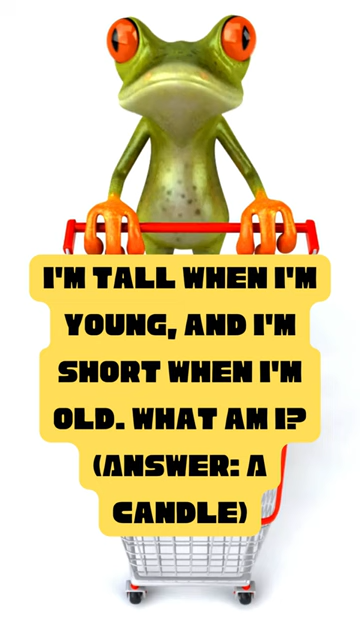 I'M TALL WHEN I'M
YOUNG, AND I'M
SHORT WHEN I'M
OLD. WHAT AM I?
(ANSWER: A
CANDLE)